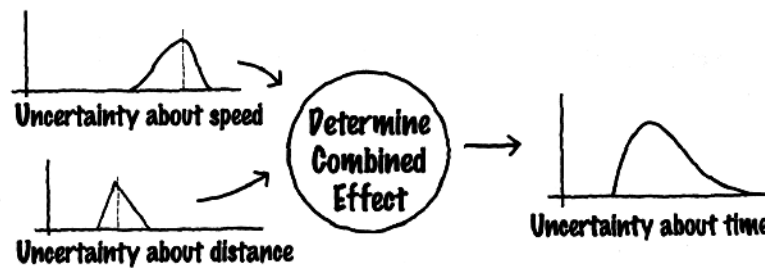 Uncertainty about speed
Determine
Combined
Effect
Uncertainty about distance
Uncertainty about time